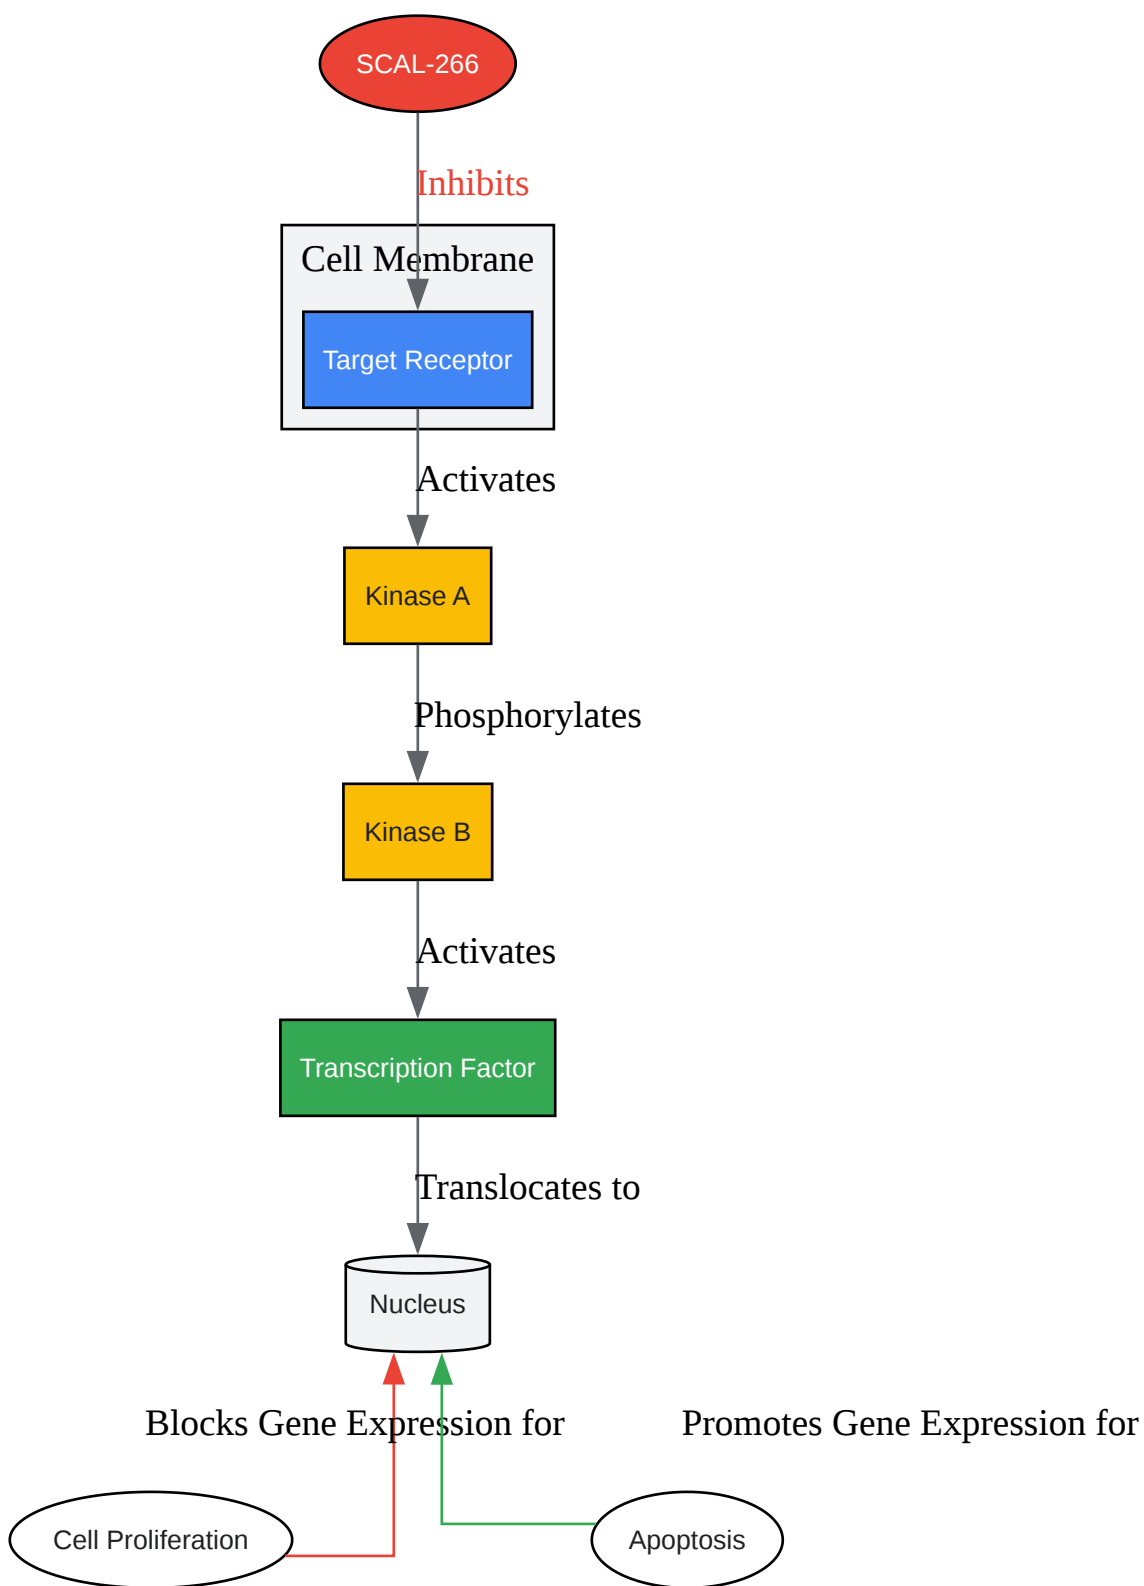 SCAL-266
Inhibits
Cell Membrane
Target Receptor
Activates
Kinase A
Phosphorylates
Kinase B
Activates
Transcription Factor
Translocates to
Nucleus
Blocks Gene Expression for
Promotes Gene Expression for
Cell Proliferation
Apoptosis